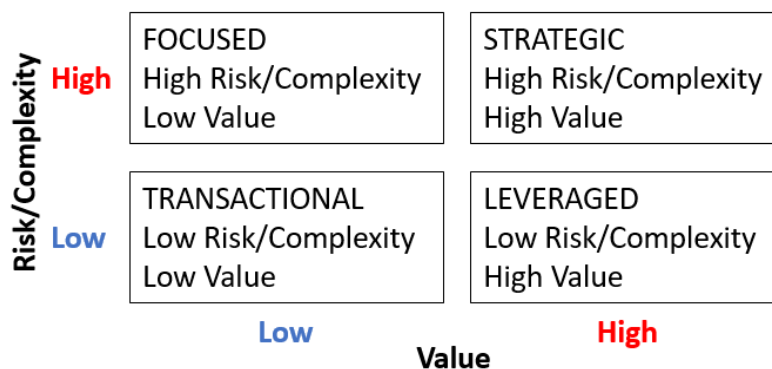 Risk/Complexity
High
FOCUSED
High Risk/Complexity
Low Value
STRATEGIC
High Risk/Complexity
High Value
Low
TRANSACTIONAL
Low Risk/Complexity
Low Value
LEVERAGED
Low Risk/Complexity
High Value
Low
High
Value